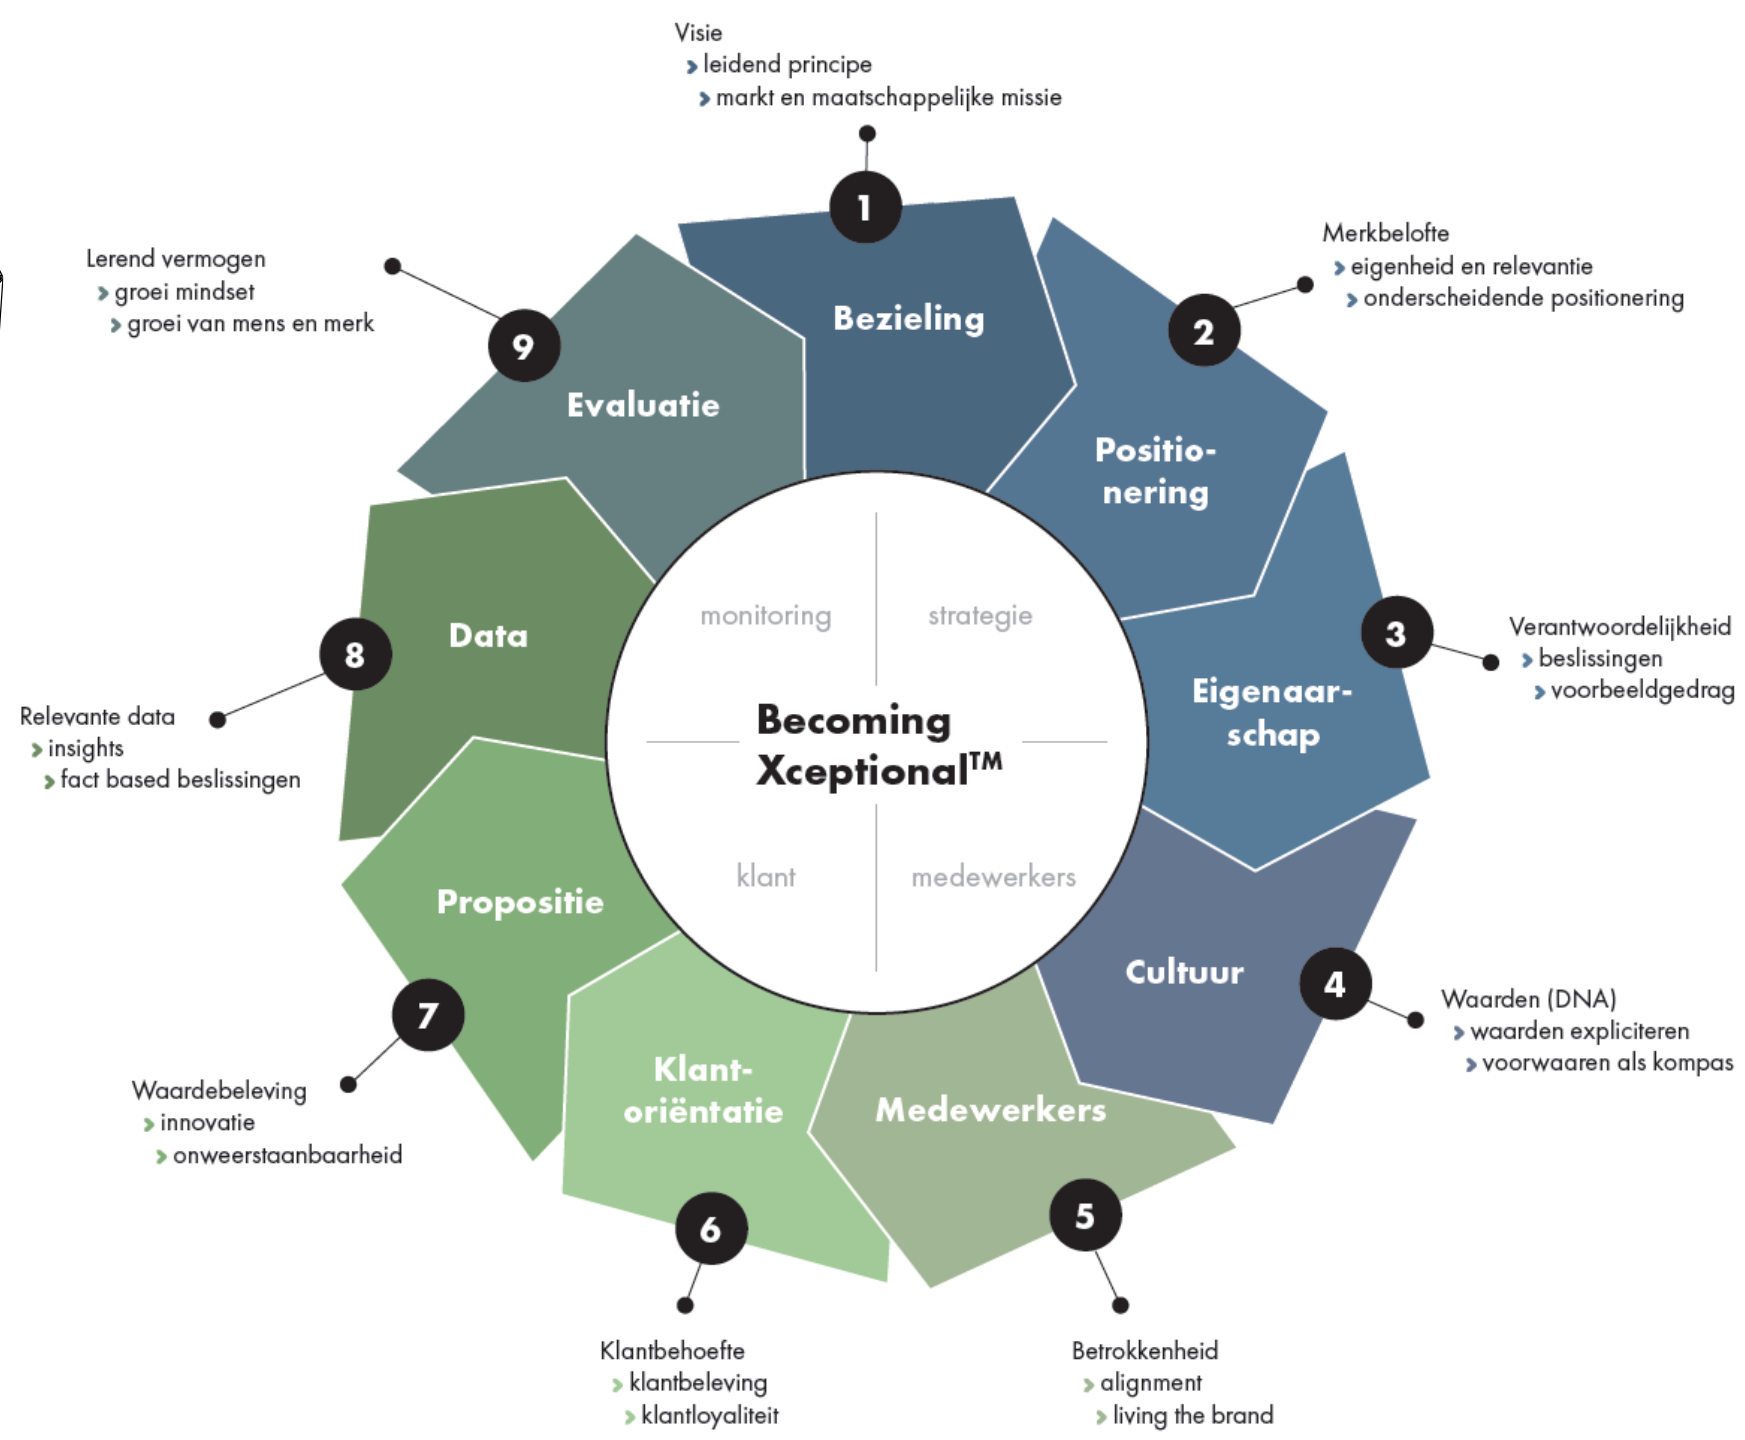 Visie
leidend principe
markt en maatschappelijke missie
1
Bezieling
Merkbelofte
eigenheid en relevantie
onderscheidende positionering
2
Positio-
nering
3
Verantwoordelijkheid
beslissingen
voorbeeldgedrag
Eigenaar-
schap
Cultuur
4
Waarden (DNA)
waarden expliciteren
voorwaaren als kompas
Medewerkers
5
Betrokkenheid
alignment
living the brand
Klant-
oriëntatie
6
Klantbehoefte
klantbeleving
klantloyaliteit
Propositie
7
Waardebeleving
innovatie
onweerstaanbaarheid
Data
8
Relevante data
insights
fact based beslissingen
Lerend vermogen
groei mindset
groei van mens en merk
9
Evaluatie
monitoring
strategie
Becoming
Xceptional™
klant
medewerkers